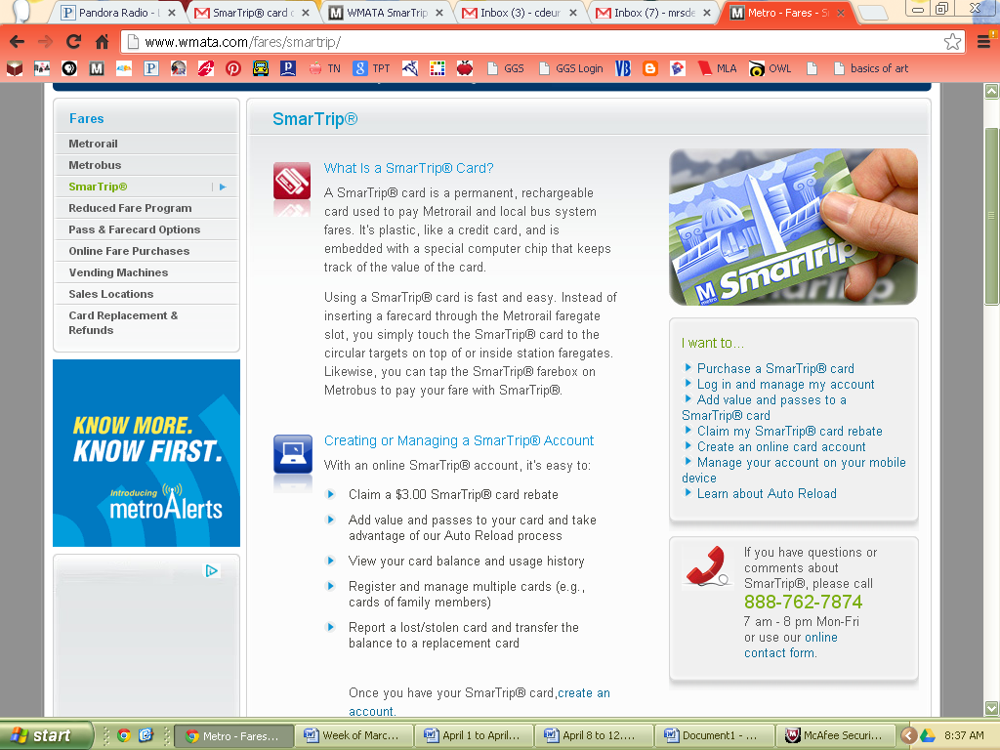 Pandora Radio - L
SmarTrip® card c
WMATA SmarTrip
Inbox (3) - cdeur
Inbox (7) - mrsde
Metro - Fares - S
www.wmata.com/fares/smartrip/
TN
TPT
GGS
GGS Login
MLA
OWL
basics of art
Fares
Metrorail
Metrobus
SmarTrip®
Reduced Fare Program
Pass & Farecard Options
Online Fare Purchases
Vending Machines
Sales Locations
Card Replacement &
Refunds
KNOW MORE.
KNOW FIRST.
Introducing
metroAlerts
SmarTrip®
What Is a SmarTrip® Card?
A SmarTrip® card is a permanent, rechargeable
card used to pay Metrorail and local bus system
fares. It's plastic, like a credit card, and is
embedded with a special computer chip that keeps
track of the value of the card.
Using a SmarTrip® card is fast and easy. Instead of
inserting a farecard through the Metrorail faregate
slot, you simply touch the SmarTrip® card to the
circular targets on top of or inside station faregates.
Likewise, you can tap the SmarTrip® farebox on
Metrobus to pay your fare with SmarTrip®.
Creating or Managing a SmarTrip® Account
With an online SmarTrip® account, it's easy to:
Claim a $3.00 SmarTrip® card rebate
Add value and passes to your card and take
advantage of our Auto Reload process
View your card balance and usage history
Register and manage multiple cards (e.g.,
cards of family members)
Report a lost/stolen card and transfer the
balance to a replacement card
Once you have your SmarTrip® card,create an
account.
M
metro
SmarTrip
I want to...
Purchase a SmarTrip® card
Log in and manage my account
Add value and passes to a
SmarTrip® card
Claim my SmarTrip® card rebate
Create an online card account
Manage your account on your mobile
device
Learn about Auto Reload
If you have questions or
comments about
SmarTrip®, please call
888-762-7874
7 am - 8 pm Mon-Fri
or use our online
contact form.
start
Metro - Fares...
Week of Marc...
April 1 to April...
April 8 to 12....
Document1 - ...
McAfee Securi...
8:37 AM